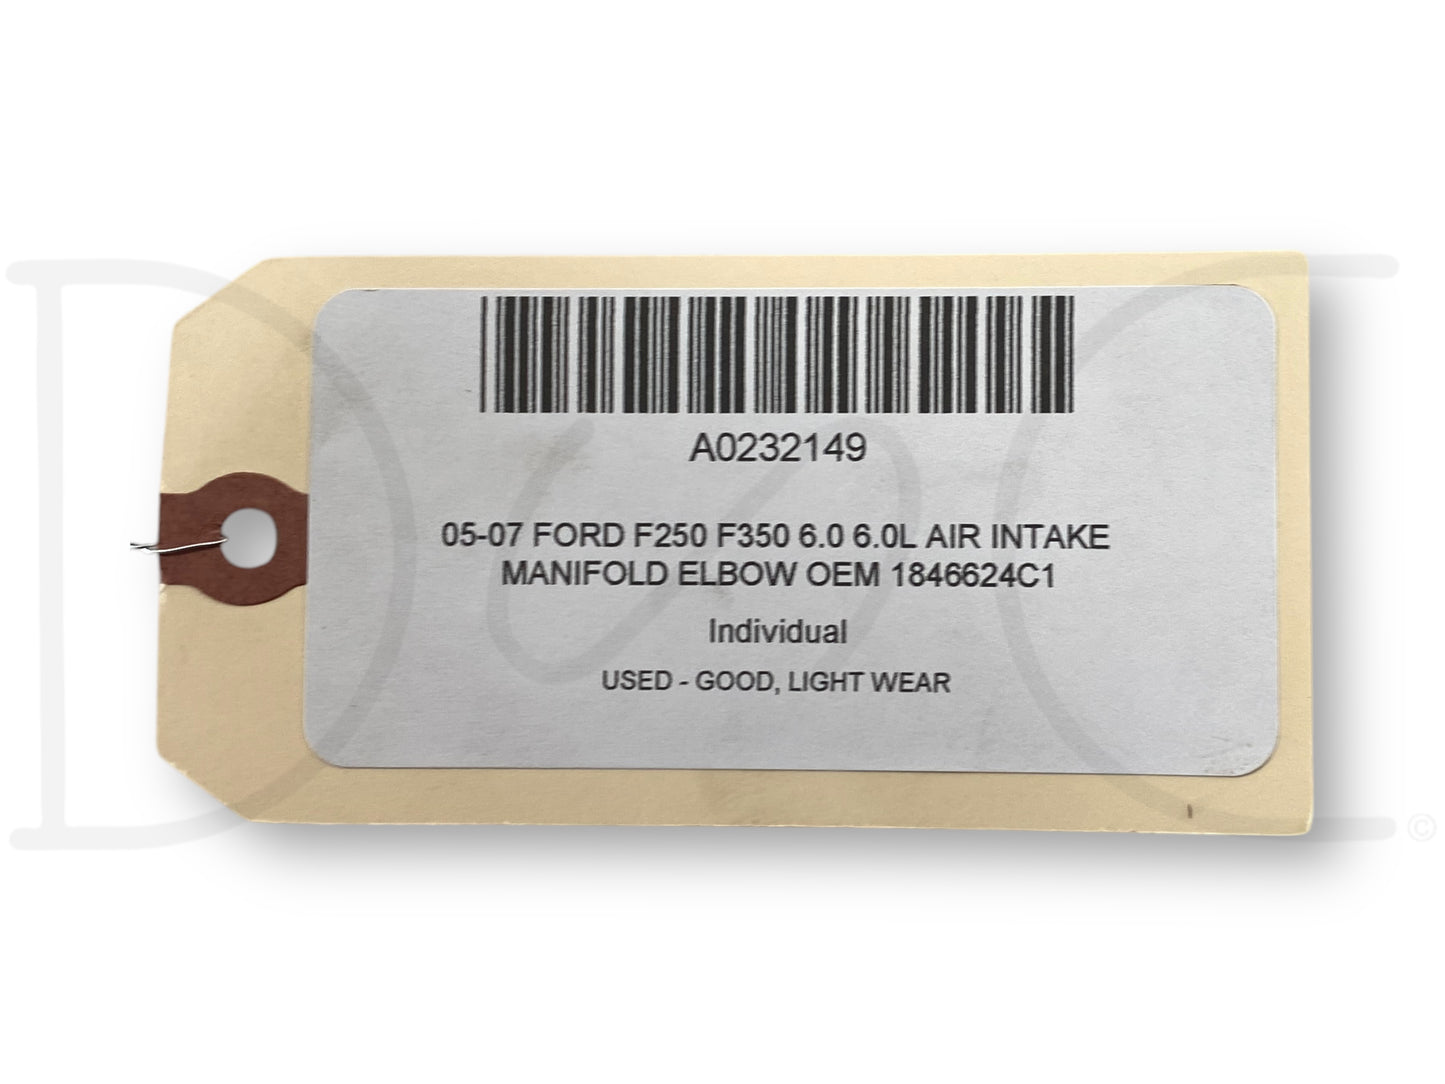 A0232149
05-07 FORD F250 F350 6.0 6.0L AIR INTAKE
MANIFOLD ELBOW OEM 1846624C1
Individual
USED - GOOD, LIGHT WEAR
©